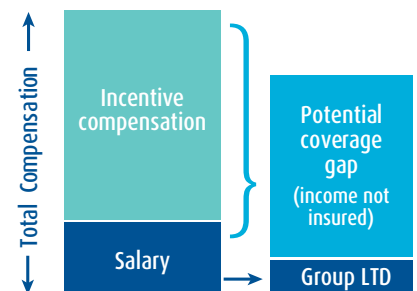 Total Compensation
Incentive
compensation
Salary
Potential
coverage
gap
(income not
insured)
Group LTD